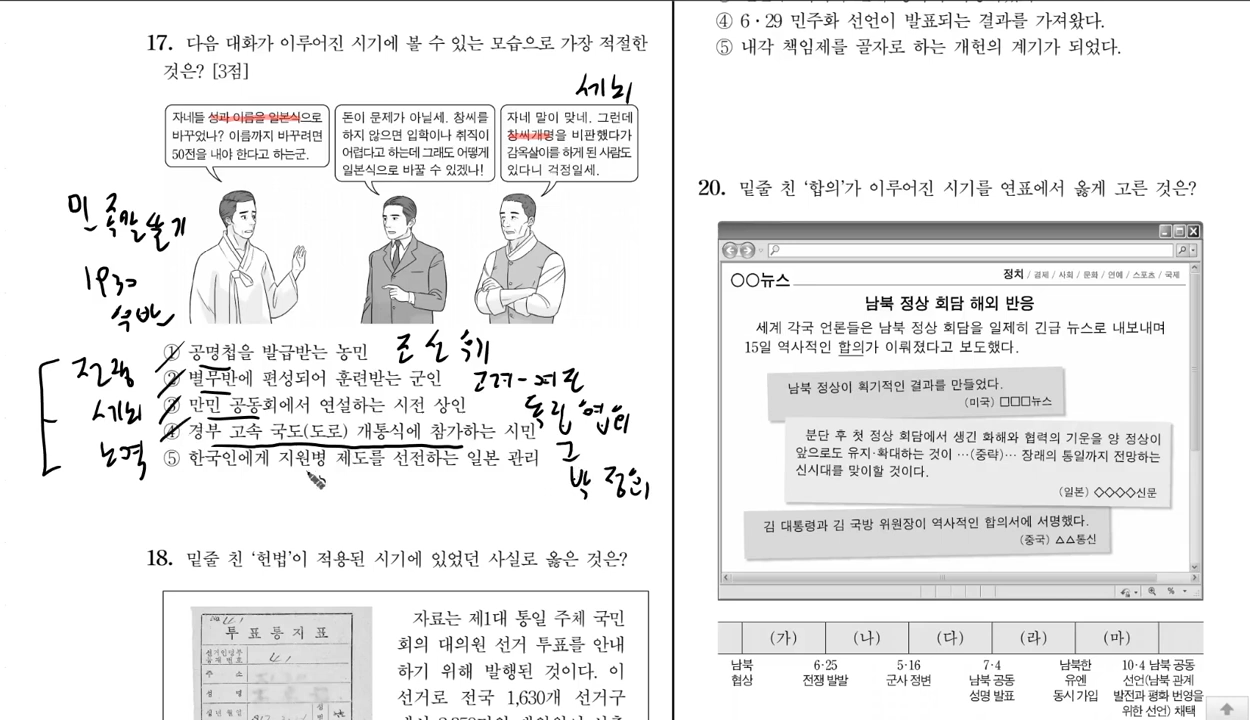 17. 다음 대화가 이루어진 시기에 볼 수 있는 모습으로 가장 적절한
것은? [3점]
세뇌
자네들 성과 이름을 일본식으로
바꾸었나? 이름까지 바꾸려면
50전을 내야 한다고 하는군.
돈이 문제가 아닐세. 창씨를
하지 않으면 입학이나 취직이
어렵다고 하는데 그래도 어떻게
일본식으로 바꿀 수 있겠나!
자네 말이 맞네. 그런데
창씨개명을 비판했다가
감옥살이를 하게 된 사람도
있다니 걱정일세.
민족말쓸기
1930
① 공명첩을 발급받는 농민
조선 후기
② 별무반에 편성되어 훈련받는 군인
고려-여진
③ 만민 공동회에서 연설하는 시전 상인
독립협회
④ 경부 고속 국도(도로) 개통식에 참가하는 시민
⑤ 한국인에게 지원병 제도를 선전하는 일본 관리
박정희
세뇌
노역
18. 밑줄 친 ‘헌법’이 적용된 시기에 있었던 사실로 옳은 것은?
투표통지표
주 소
성 명
자료는 제1대 통일 주체 국민
회의 대의원 선거 투표를 안내
하기 위해 발행된 것이다. 이
선거로 전국 1,630개 선거구
④ 6·29 민주화 선언이 발표되는 결과를 가져왔다.
⑤ 내각 책임제를 골자로 하는 개헌의 계기가 되었다.
20. 밑줄 친 ‘합의’가 이루어진 시기를 연표에서 옳게 고른 것은?
○○뉴스
정치 / 경제 / 사회 / 문화 / 연예 / 스포츠 / 국제
남북 정상 회담 해외 반응
세계 각국 언론들은 남북 정상 회담을 일제히 긴급 뉴스로 내보내며
15일 역사적인 합의가 이뤄졌다고 보도했다.
남북 정상이 획기적인 결과를 만들었다.
(미국) □□□뉴스
분단 후 첫 정상 회담에서 생긴 화해와 협력의 기운을 양 정상이
앞으로도 유지·확대하는 것이 …(중략)… 장래의 통일까지 전망하는
신시대를 맞이할 것이다.
(일본) ◇◇◇◇신문
김 대통령과 김 국방 위원장이 역사적인 합의서에 서명했다.
(중국) △△통신
(가) (나) (다) (라) (마)
남북 6·25 5·16 7·4 남북한 10·4 남북 공동
협상 전쟁 발발 군사 정변 남북 공동 유엔 선언(남북 관계
성명 발표 동시 가입 발전과 평화 번영을
위한 선언) 채택